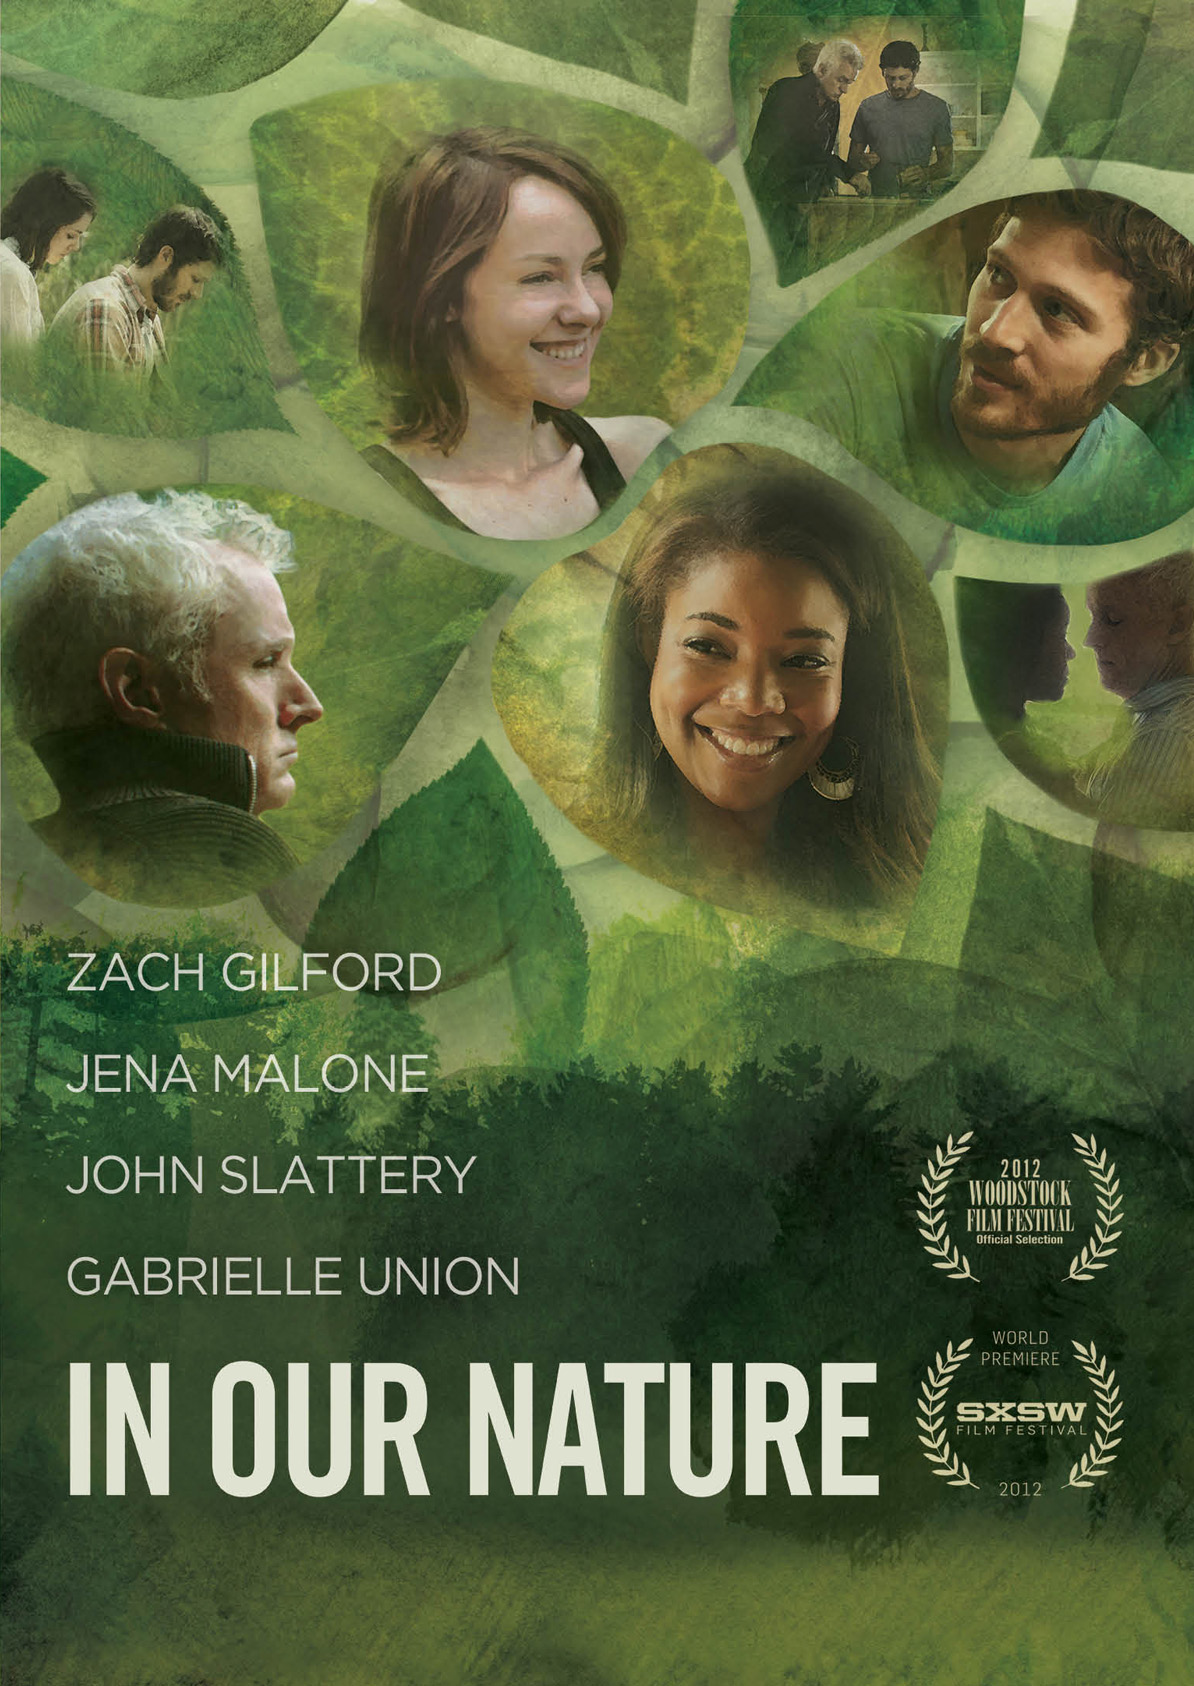 ZACH GILFORD
JENA MALONE
JOHN SLATTERY
GABRIELLE UNION
IN OUR NATURE
2012
WOODSTOCK
FILM FESTIVAL
Official Selection
WORLD
PREMIERE
SXSW
FILM FESTIVAL
2012